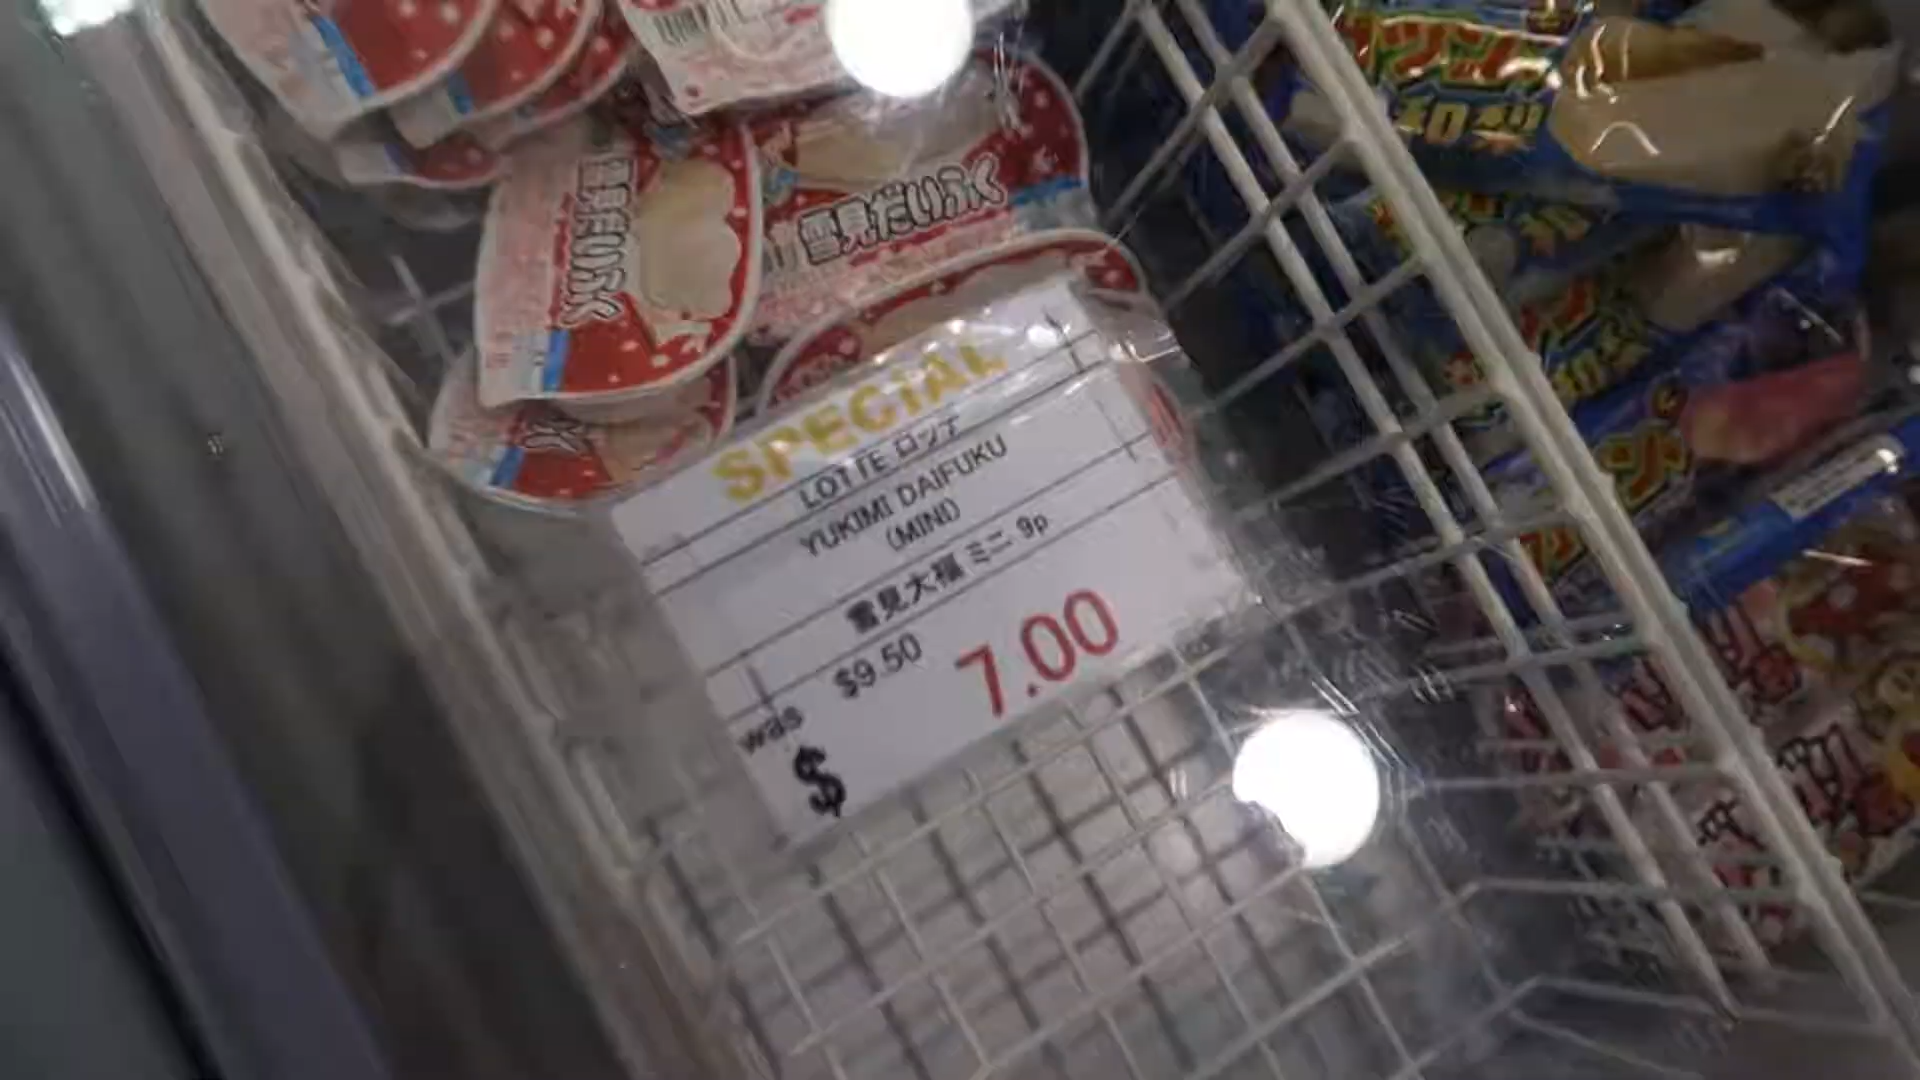 雪見だいふく
雪見だいふく
SPECIAL
LOTTE ロッテ
YUKIMI DAIFUKU
(MINI)
雪見大福 ミニ 9p
was $9.50
$ 7.00